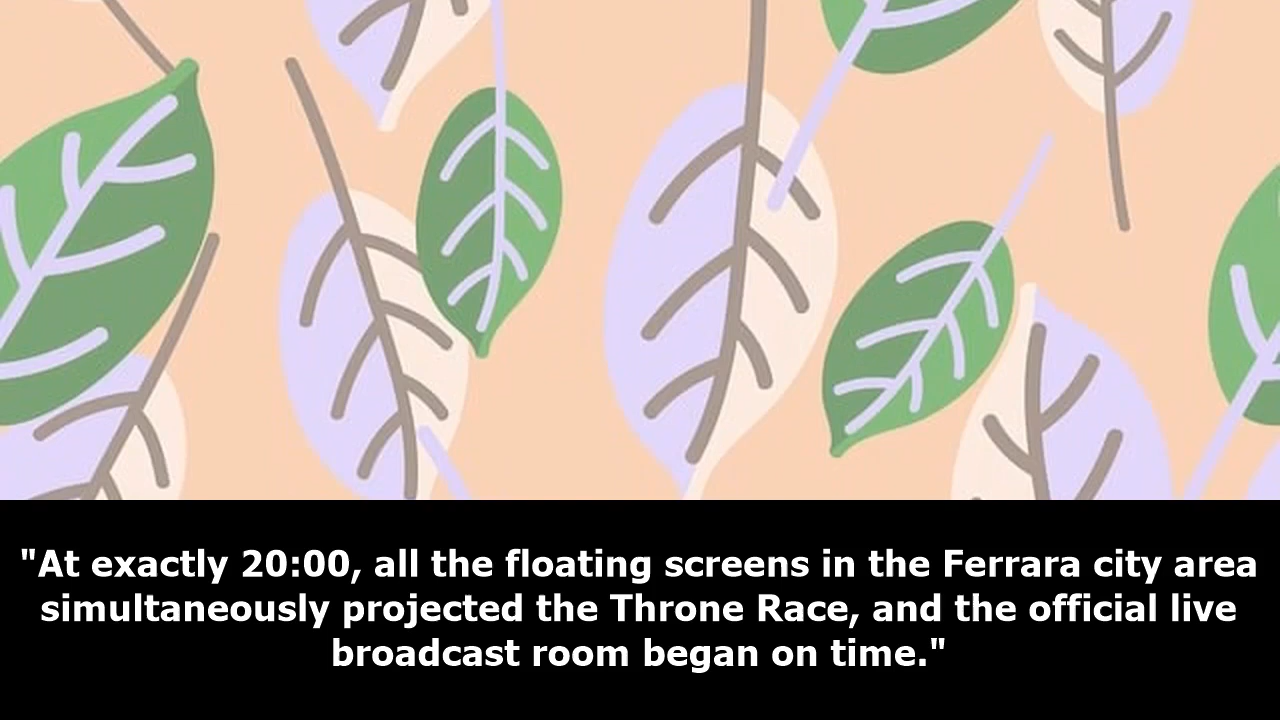 "At exactly 20:00, all the floating screens in the Ferrara city area
simultaneously projected the Throne Race, and the official live
broadcast room began on time."